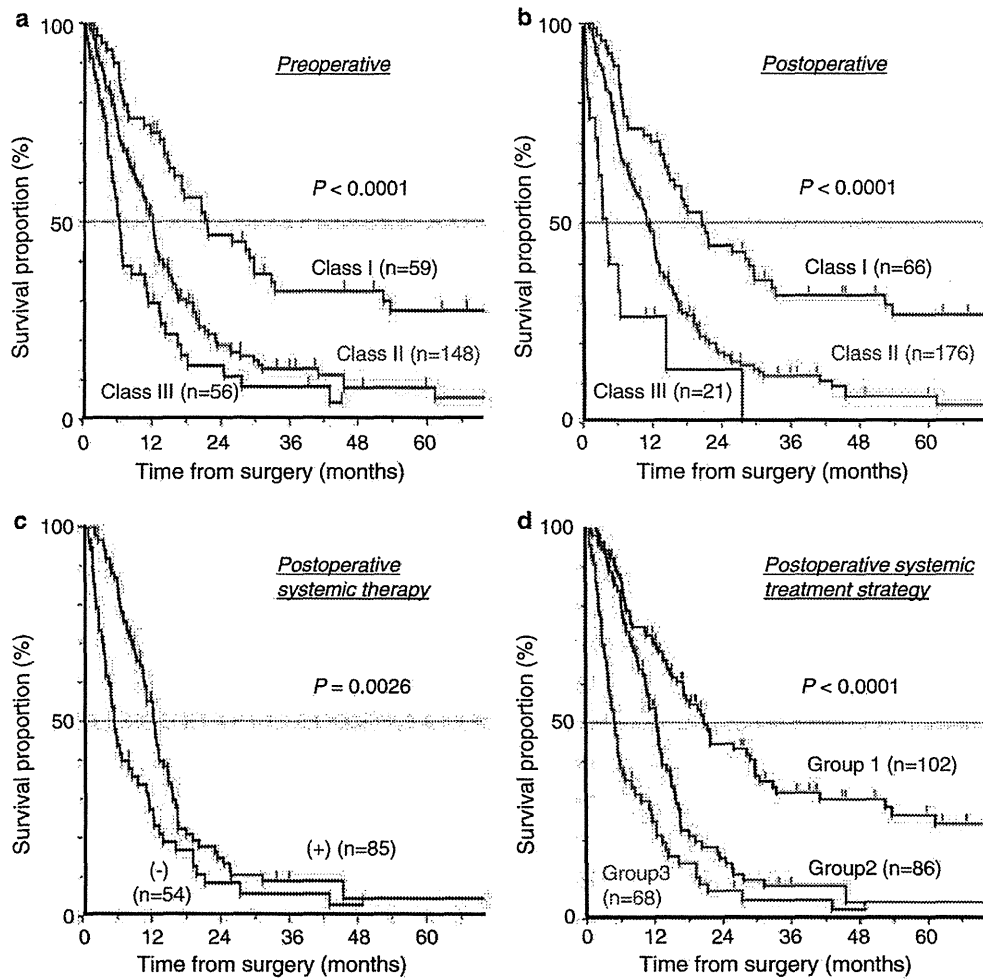 a
Preoperative
P < 0.0001
Class I (n=59)
Class II (n=148)
Class III (n=56)
Survival proportion (%)
100
50
0
0 12 24 36 48 60
Time from surgery (months)
b
Postoperative
P < 0.0001
Class I (n=66)
Class II (n=176)
Class III (n=21)
Survival proportion (%)
100
50
0
0 12 24 36 48 60
Time from surgery (months)
c
Postoperative
systemic therapy
P = 0.0026
(+) (n=85)
(-)
(n=54)
Survival proportion (%)
100
50
0
0 12 24 36 48 60
Time from surgery (months)
d
Postoperative systemic
treatment strategy
P < 0.0001
Group 1 (n=102)
Group2 (n=86)
Group3
(n=68)
Survival proportion (%)
100
50
0
0 12 24 36 48 60
Time from surgery (months)